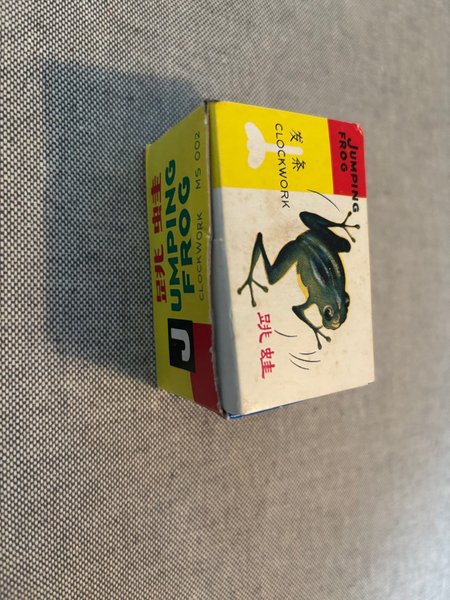 跳蛙
JUMPING
FROG
CLOCKWORK MS 002
JUMPING
FROG
发条
CLOCKWORK
跳蛙